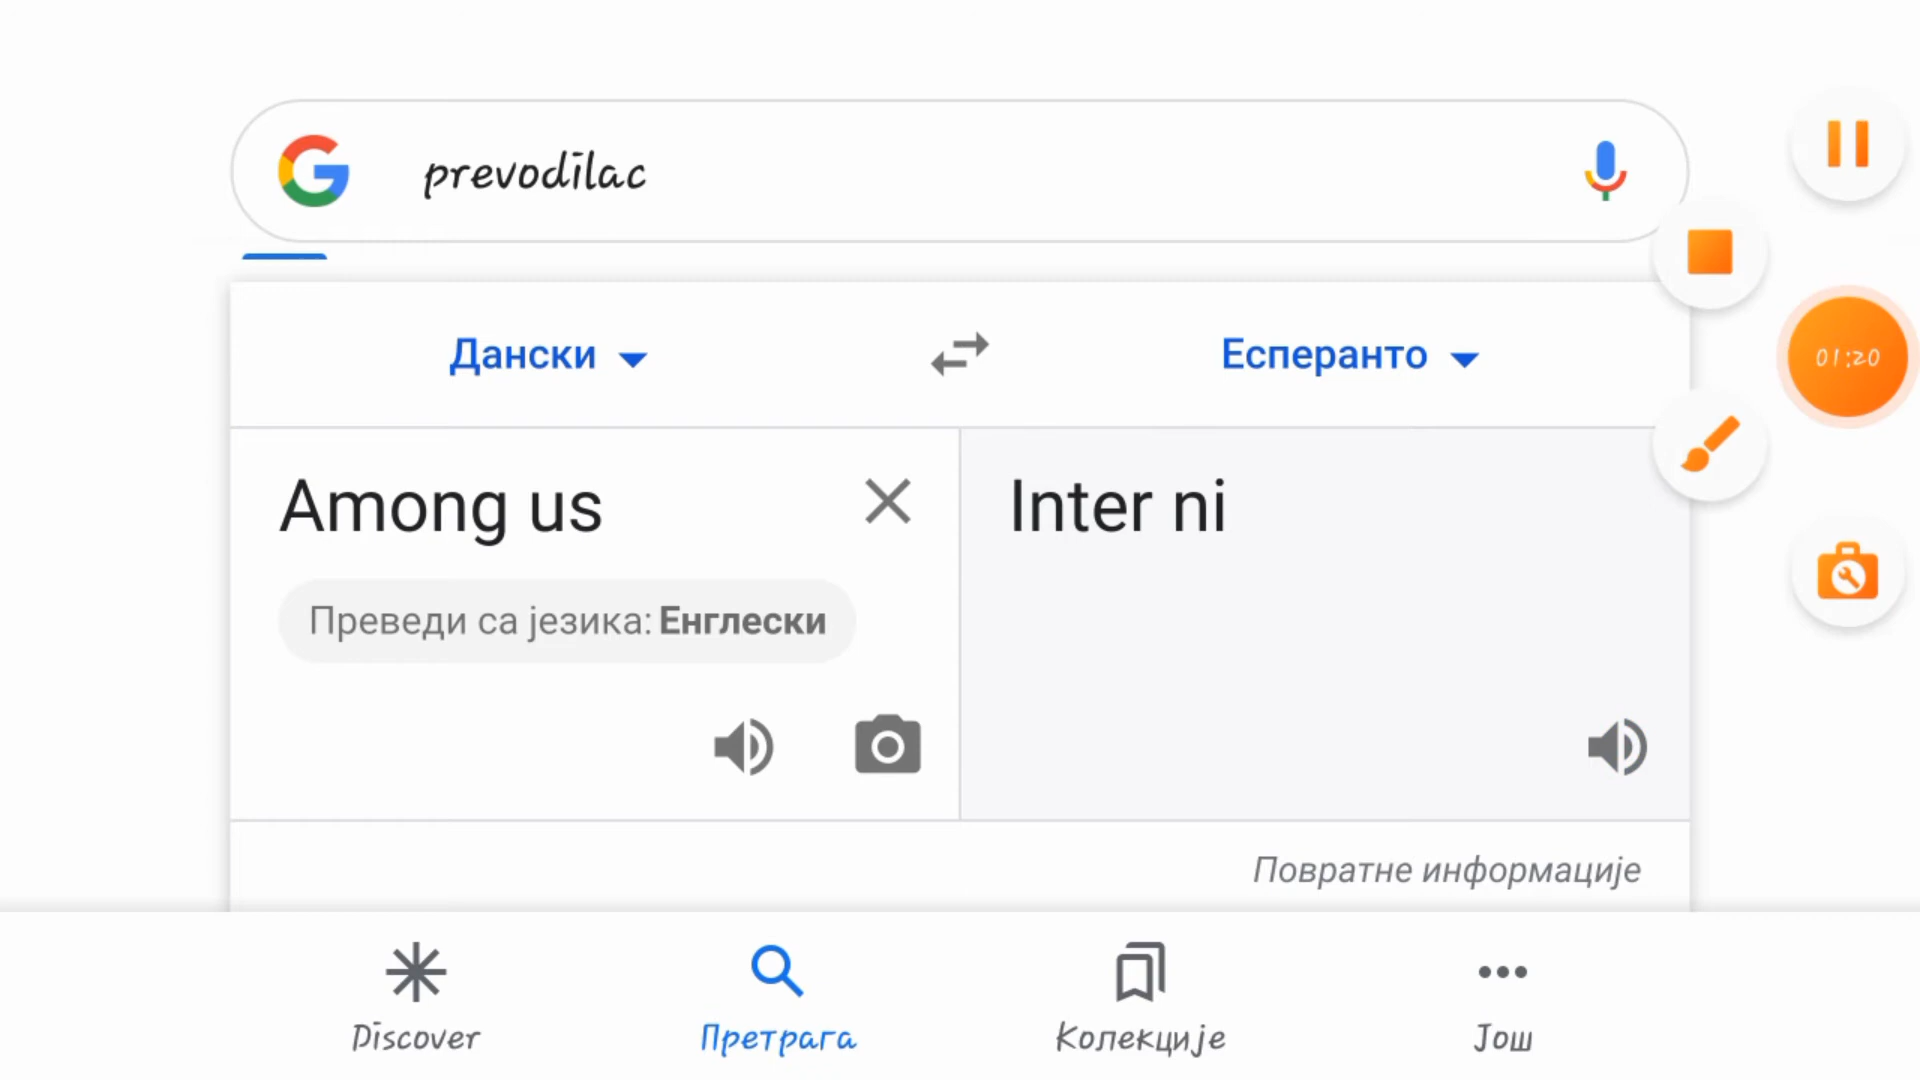 prevodilac
01:20
Дански
Есперанто
Among us
Inter ni
Преведи са језика: Енглески
Повратне информације
Discover
Претрага
Колекције
Још